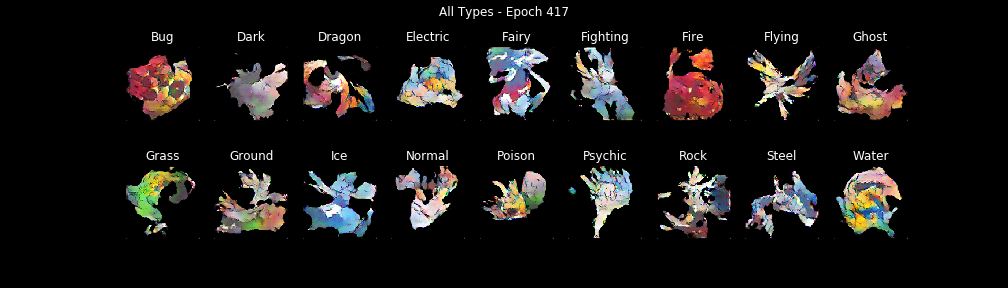 All Types - Epoch 417
Bug Dark Dragon Electric Fairy Fighting Fire Flying Ghost
Grass Ground Ice Normal Poison Psychic Rock Steel Water